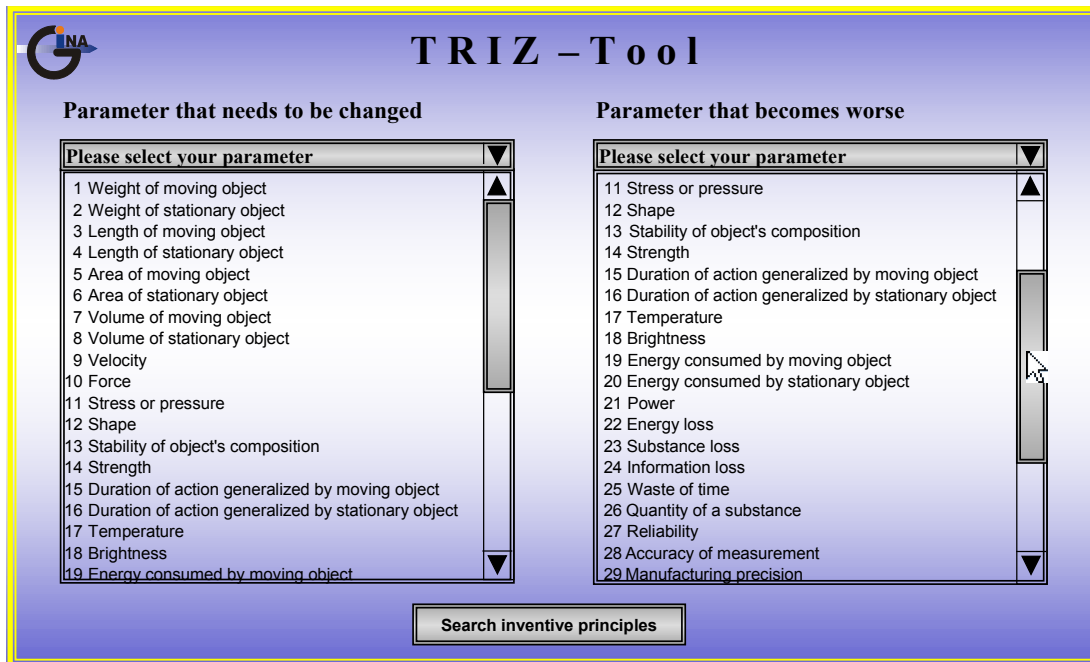 GINA
T R I Z – T o o l
Parameter that needs to be changed
Please select your parameter
1 Weight of moving object
2 Weight of stationary object
3 Length of moving object
4 Length of stationary object
5 Area of moving object
6 Area of stationary object
7 Volume of moving object
8 Volume of stationary object
9 Velocity
10 Force
11 Stress or pressure
12 Shape
13 Stability of object's composition
14 Strength
15 Duration of action generalized by moving object
16 Duration of action generalized by stationary object
17 Temperature
18 Brightness
19 Energy consumed by moving object
Parameter that becomes worse
Please select your parameter
11 Stress or pressure
12 Shape
13 Stability of object's composition
14 Strength
15 Duration of action generalized by moving object
16 Duration of action generalized by stationary object
17 Temperature
18 Brightness
19 Energy consumed by moving object
20 Energy consumed by stationary object
21 Power
22 Energy loss
23 Substance loss
24 Information loss
25 Waste of time
26 Quantity of a substance
27 Reliability
28 Accuracy of measurement
29 Manufacturing precision
Search inventive principles